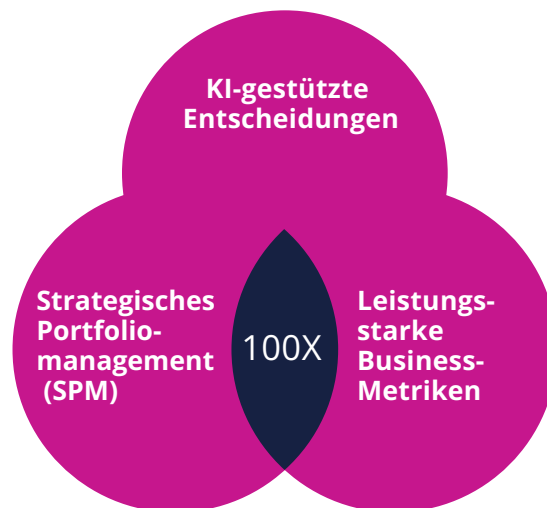 KI-gestützte
Entscheidungen
Strategisches
Portfolio-
management
(SPM)
100X
Leistungs-
starke
Business-
Metriken